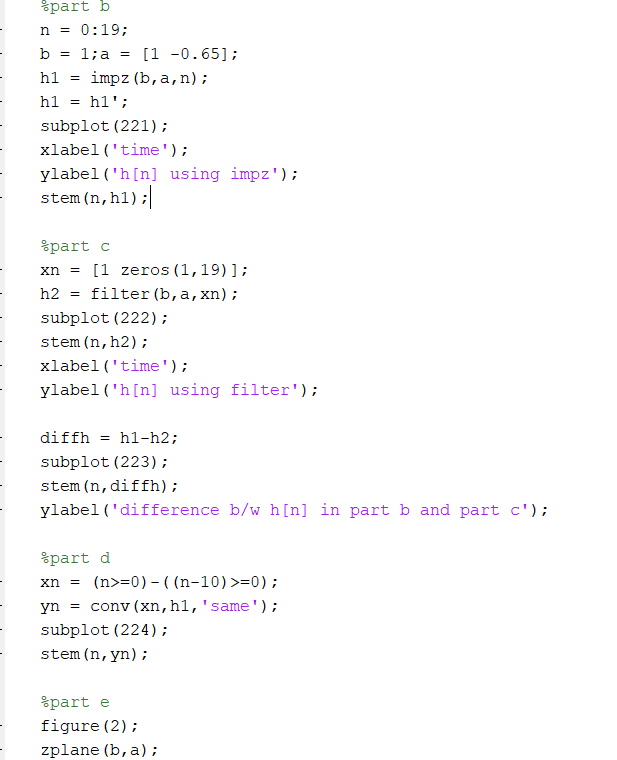 %part b
n = 0:19;
b = 1;a = [1 -0.65];
h1 = impz(b,a,n);
h1 = h1';
subplot(221);
xlabel('time');
ylabel('h[n] using impz');
stem(n,h1);
%part c
xn = [1 zeros(1,19)];
h2 = filter(b,a,xn);
subplot(222);
stem(n,h2);
xlabel('time');
ylabel('h[n] using filter');
diffh = h1-h2;
subplot(223);
stem(n,diffh);
ylabel('difference b/w h[n] in part b and part c');
%part d
xn = (n>=0)-((n-10)>=0);
yn = conv(xn,h1,'same');
subplot(224);
stem(n,yn);
%part e
figure(2);
zplane(b,a);